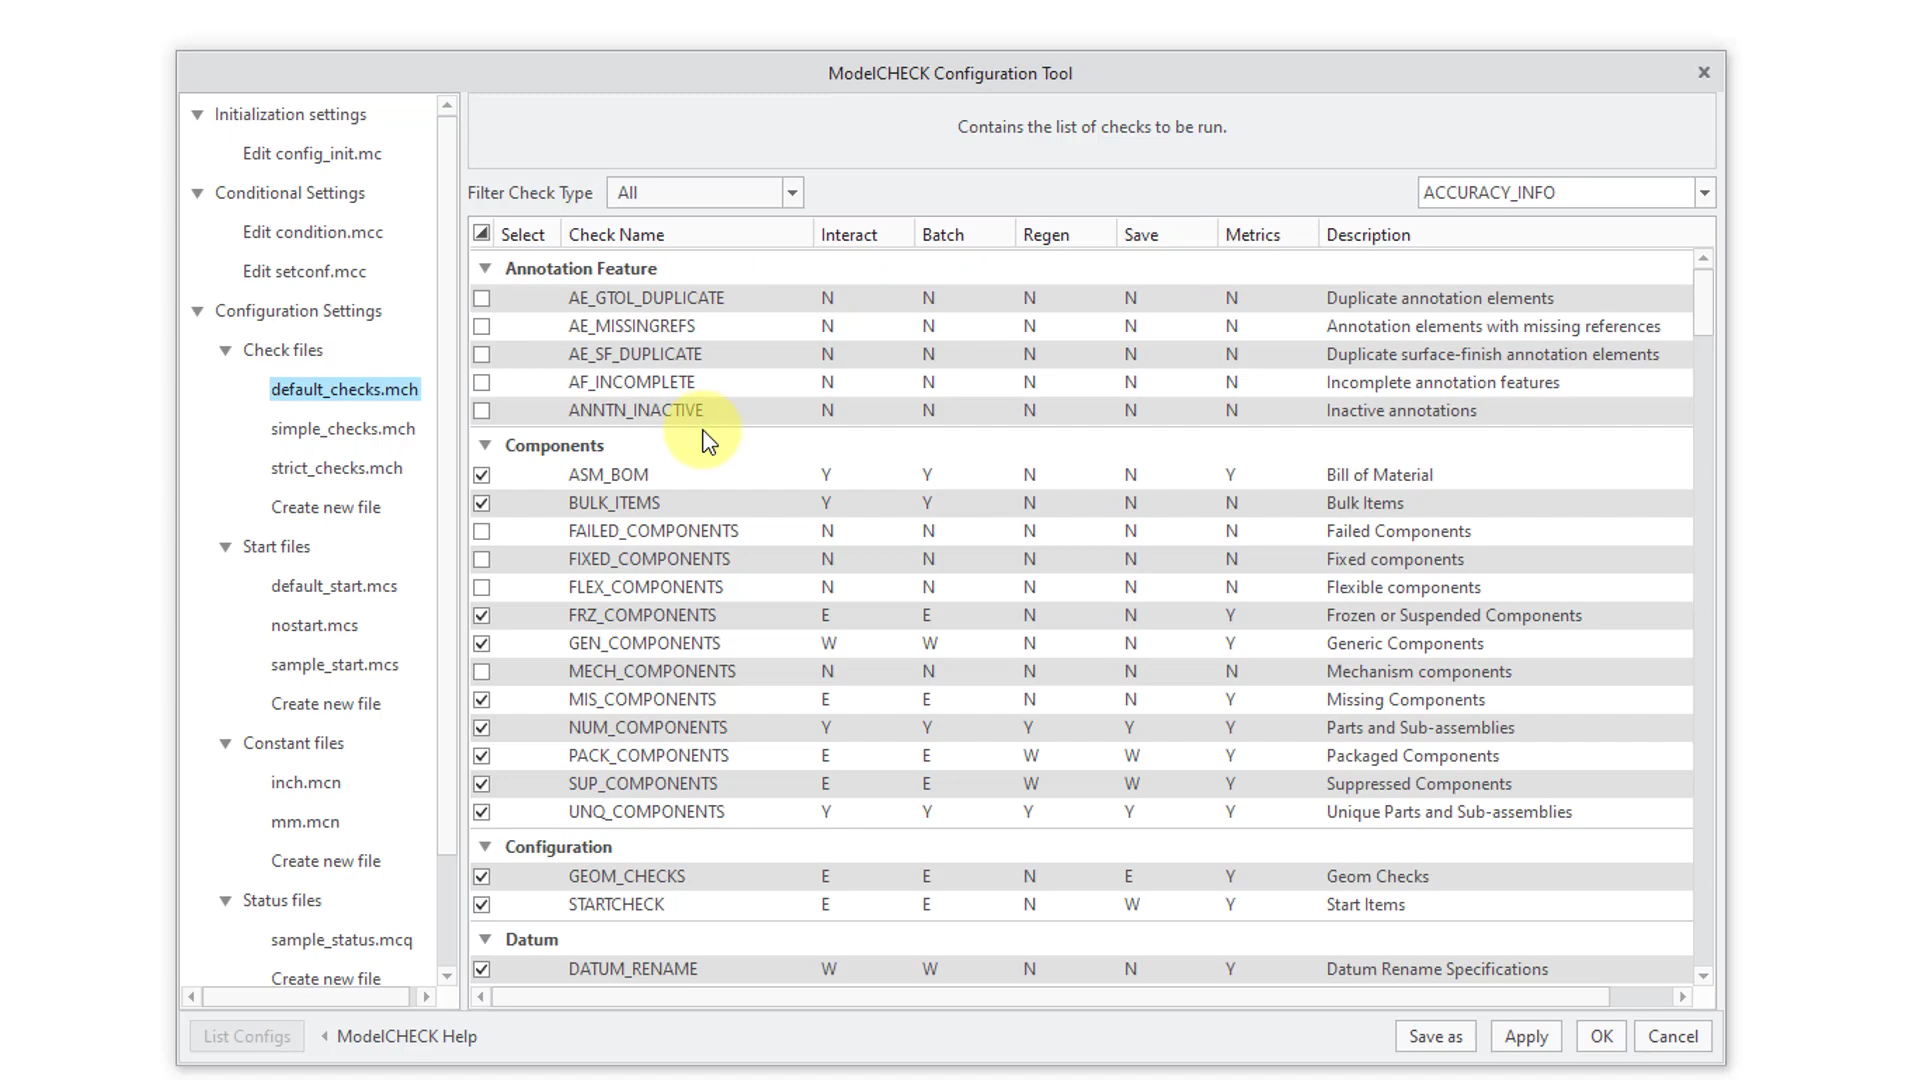 ModelCHECK Configuration Tool
Initialization settings
Edit config_init.mc
Conditional Settings
Edit condition.mcc
Edit setconf.mcc
Configuration Settings
Check files
default_checks.mch
simple_checks.mch
strict_checks.mch
Create new file
Start files
default_start.mcs
nostart.mcs
sample_start.mcs
Create new file
Constant files
inch.mcn
mm.mcn
Create new file
Status files
sample_status.mcq
Create new file
Contains the list of checks to be run.
Filter Check Type All ACCURACY_INFO
Select Check Name Interact Batch Regen Save Metrics Description
Annotation Feature
AE_GTOL_DUPLICATE N N N N N Duplicate annotation elements
AE_MISSINGREFS N N N N N Annotation elements with missing references
AE_SF_DUPLICATE N N N N N Duplicate surface-finish annotation elements
AF_INCOMPLETE N N N N N Incomplete annotation features
ANNTN_INACTIVE N N N N N Inactive annotations
Components
ASM_BOM Y Y N N Y Bill of Material
BULK_ITEMS Y Y N N N Bulk Items
FAILED_COMPONENTS N N N N N Failed Components
FIXED_COMPONENTS N N N N N Fixed components
FLEX_COMPONENTS N N N N N Flexible components
FRZ_COMPONENTS E E N N Y Frozen or Suspended Components
GEN_COMPONENTS W W N N Y Generic Components
MECH_COMPONENTS N N N N N Mechanism components
MIS_COMPONENTS E E N N Y Missing Components
NUM_COMPONENTS Y Y Y Y Y Parts and Sub-assemblies
PACK_COMPONENTS E E W W Y Packaged Components
SUP_COMPONENTS E E W W Y Suppressed Components
UNQ_COMPONENTS Y Y Y Y Y Unique Parts and Sub-assemblies
Configuration
GEOM_CHECKS E E N E Y Geom Checks
STARTCHECK E E N W Y Start Items
Datum
DATUM_RENAME W W N N Y Datum Rename Specifications
List Configs ModelCHECK Help Save as Apply OK Cancel